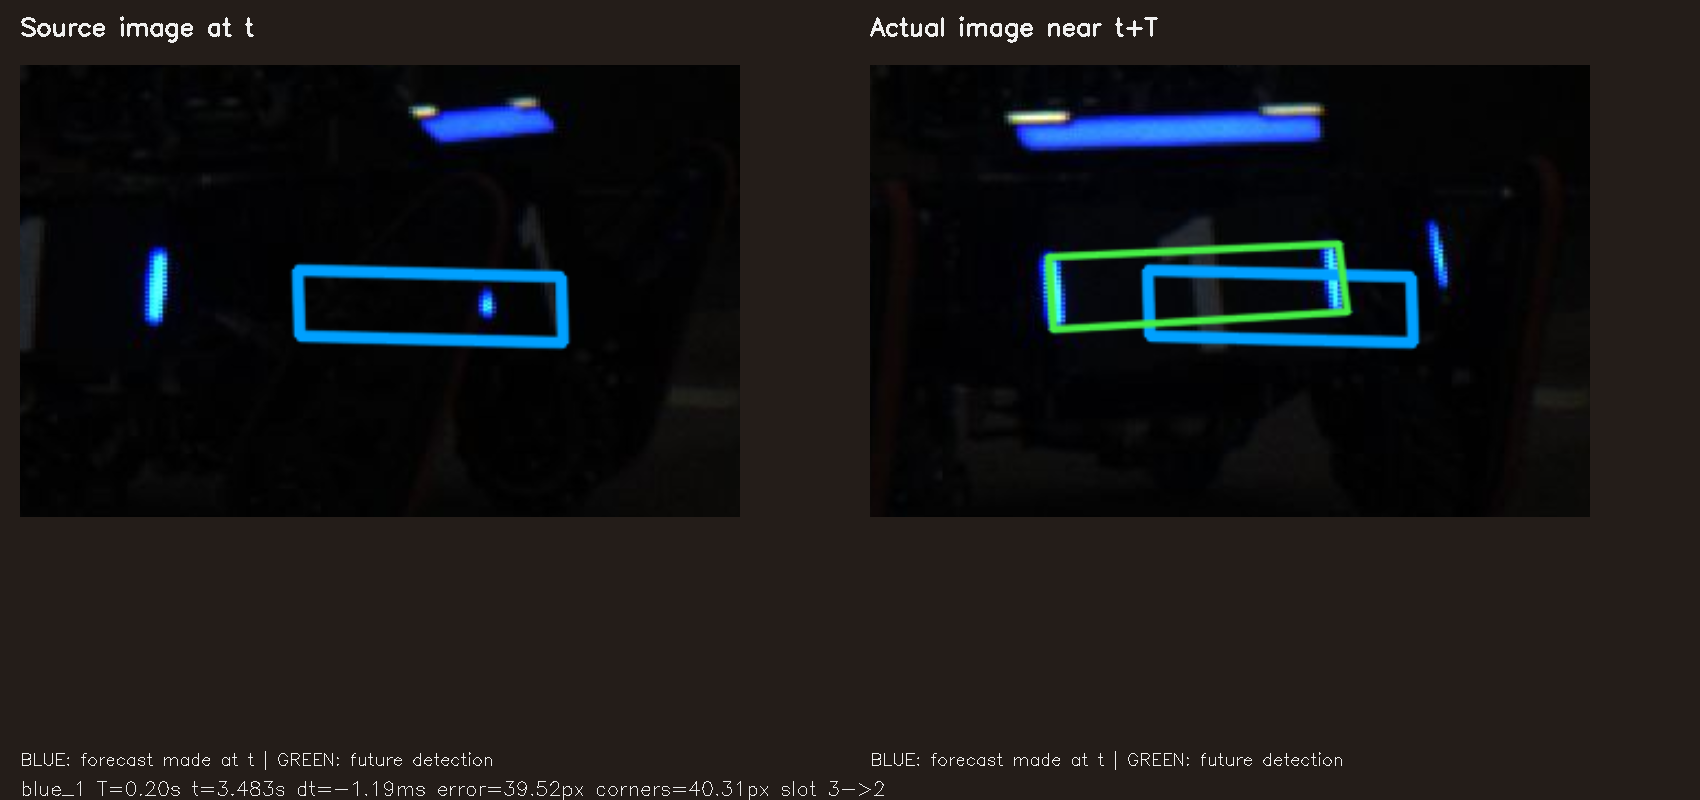 Source image at t
Actual image near t+T
1
BLUE: forecast made at t | GREEN: future detection
BLUE: forecast made at t | GREEN: future detection
blue_1 T=0.20s t=3.483s dt=-1.19ms error=39.52px corners=40.31px slot 3->2